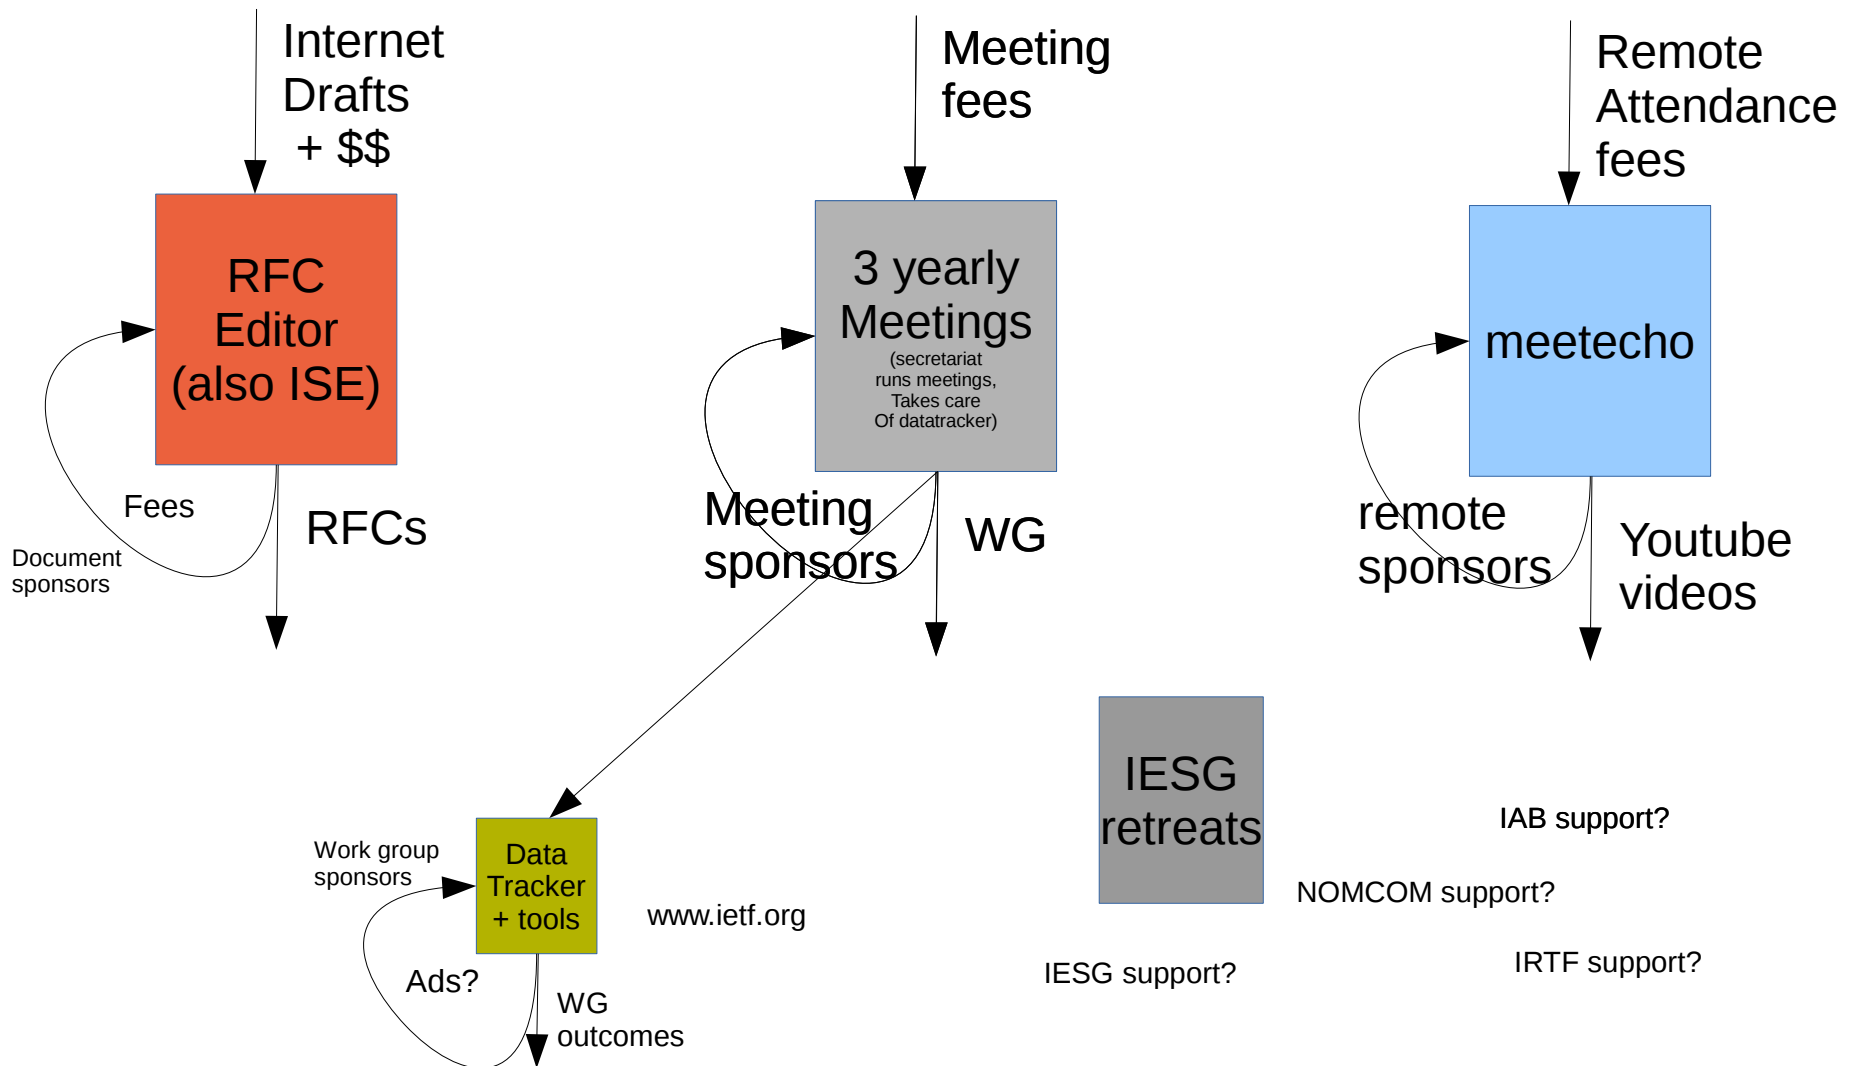 Internet
Drafts
+ $$
Meeting
fees
Remote
Attendance
fees
RFC
Editor
(also ISE)
3 yearly
Meetings
(secretariat
runs meetings,
Takes care
Of datatracker)
meetecho
Fees
Document
sponsors
RFCs
Meeting
sponsors
WG
remote
sponsors
Youtube
videos
IESG
retreats
Work group
sponsors
Data
Tracker
+ tools
www.ietf.org
Ads?
WG
outcomes
IAB support?
NOMCOM support?
IESG support?
IRTF support?